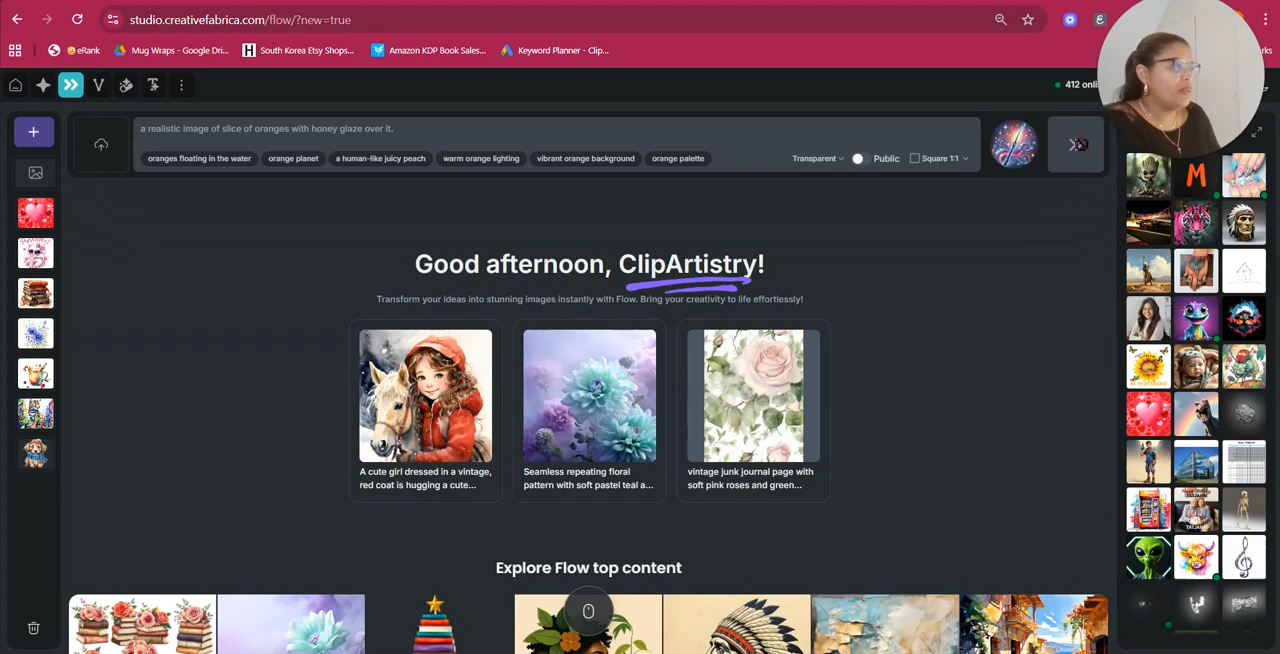 studio.creativefabrica.com/flow/?new=true
eRank
Mug Wraps - Google Dri...
South Korea Etsy Shops...
Amazon KDP Book Sales...
Keyword Planner - Clip...
412 onli
a realistic image of slice of oranges with honey glaze over it.
oranges floating in the water
orange planet
a human-like juicy peach
warm orange lighting
vibrant orange background
orange palette
Transparent
Public
Square 1:1
Good afternoon, ClipArtistry!
Transform your ideas into stunning images instantly with Flow. Bring your creativity to life effortlessly!
A cute girl dressed in a vintage,
red coat is hugging a cute...
Seamless repeating floral
pattern with soft pastel teal a...
vintage junk journal page with
soft pink roses and green...
Explore Flow top content
M